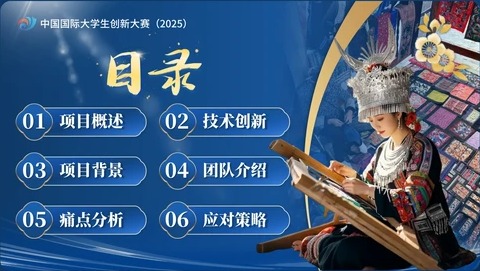 中国国际大学生创新大赛（2025）
目录
01 项目概述
02 技术创新
03 项目背景
04 团队介绍
05 痛点分析
06 应对策略